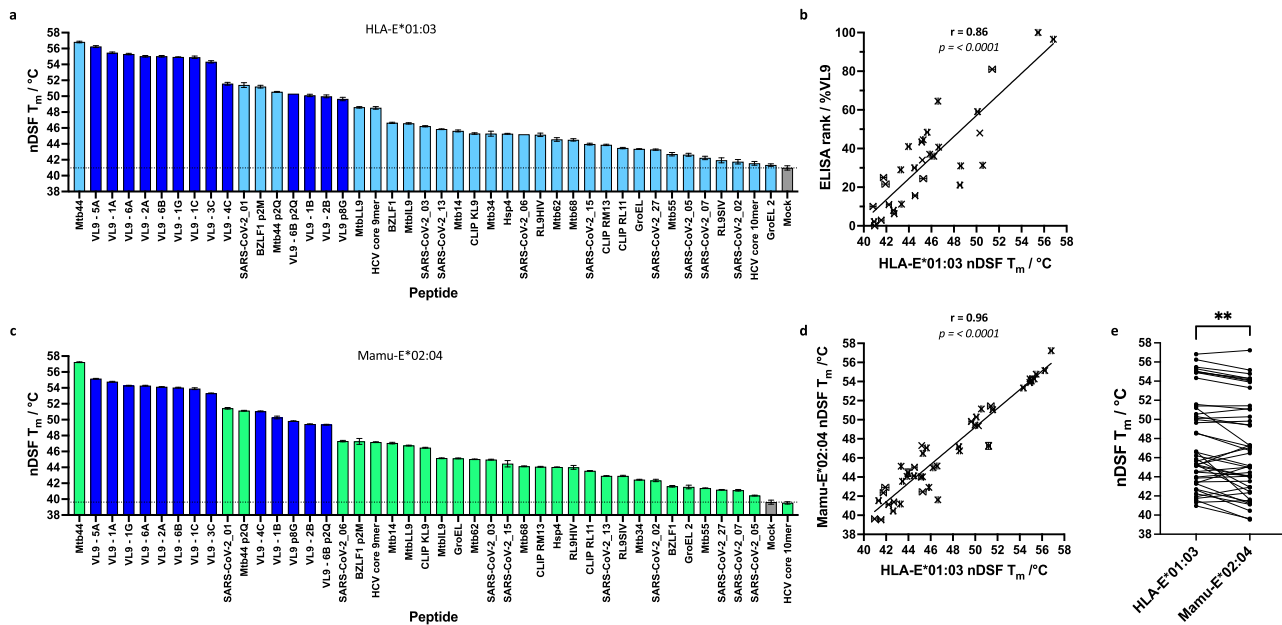 a
HLA-E*01:03
nDSF Tm / °C
58
56
54
52
50
48
46
44
42
40
38
Mtb44
VL9 - 5A
VL9 - 1A
VL9 - 6A
VL9 - 2A
VL9 - 6B
VL9 - 1G
VL9 - 1C
VL9 - 3C
VL9 - 4C
SARS-CoV-2_01
BZLF1 p2M
Mtb44 p2Q
VL9 - 6B p2Q
VL9 - 1B
VL9 - 2B
VL9 p8G
MtbLL9
HCV core 9mer
BZLF1
MtbIL9
SARS-CoV-2_03
SARS-CoV-2_13
Mtb14
CLIP KL9
Mtb34
Hsp4
SARS-CoV-2_06
RL9HIV
Mtb62
Mtb68
SARS-CoV-2_15
CLIP RM13
CLIP RL11
GroEL
SARS-CoV-2_27
Mtb55
SARS-CoV-2_05
SARS-CoV-2_07
RL9SIV
SARS-CoV-2_02
HCV core 10mer
GroEL 2
Mock
Peptide
b
r = 0.86
p = < 0.0001
ELISA rank / %VL9
100
80
60
40
20
0
40 42 44 46 48 50 52 54 56 58
HLA-E*01:03 nDSF Tm / °C
c
Mamu-E*02:04
nDSF Tm / °C
58
56
54
52
50
48
46
44
42
40
38
Mtb44
VL9 - 5A
VL9 - 1A
VL9 - 1G
VL9 - 6A
VL9 - 2A
VL9 - 6B
VL9 - 1C
VL9 - 3C
SARS-CoV-2_01
Mtb44 p2Q
VL9 - 4C
VL9 - 1B
VL9 p8G
VL9 - 2B
VL9 - 6B p2Q
SARS-CoV-2_06
BZLF1 p2M
HCV core 9mer
Mtb14
MtbLL9
CLIP KL9
MtbIL9
GroEL
Mtb62
SARS-CoV-2_03
SARS-CoV-2_15
Mtb68
CLIP RM13
Hsp4
RL9HIV
CLIP RL11
SARS-CoV-2_13
RL9SIV
Mtb34
SARS-CoV-2_02
BZLF1
GroEL 2
Mtb55
SARS-CoV-2_27
SARS-CoV-2_07
SARS-CoV-2_05
Mock
HCV core 10mer
Peptide
d
r = 0.96
p = < 0.0001
Mamu-E*02:04 nDSF Tm /°C
58
56
54
52
50
48
46
44
42
40
38
40 42 44 46 48 50 52 54 56 58
HLA-E*01:03 nDSF Tm /°C
e
**
nDSF Tm / °C
58
56
54
52
50
48
46
44
42
40
38
HLA-E*01:03
Mamu-E*02:04